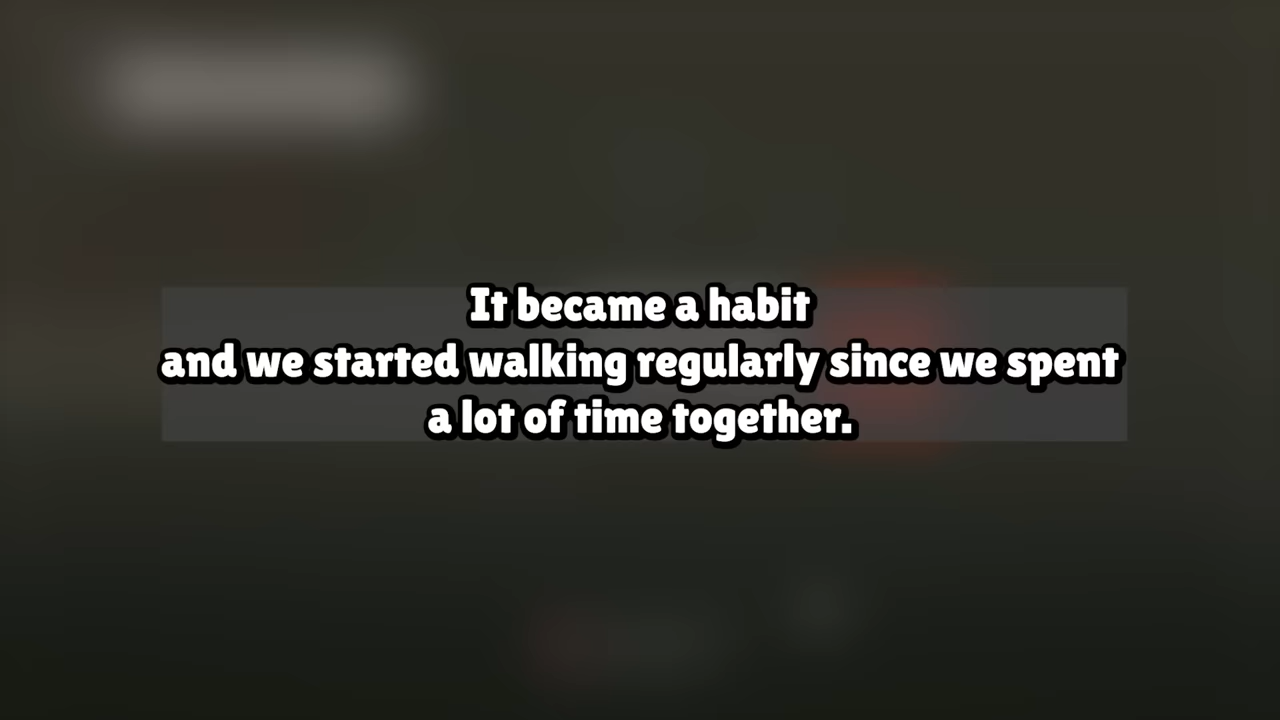 It became a habit
and we started walking regularly since we spent
a lot of time together.